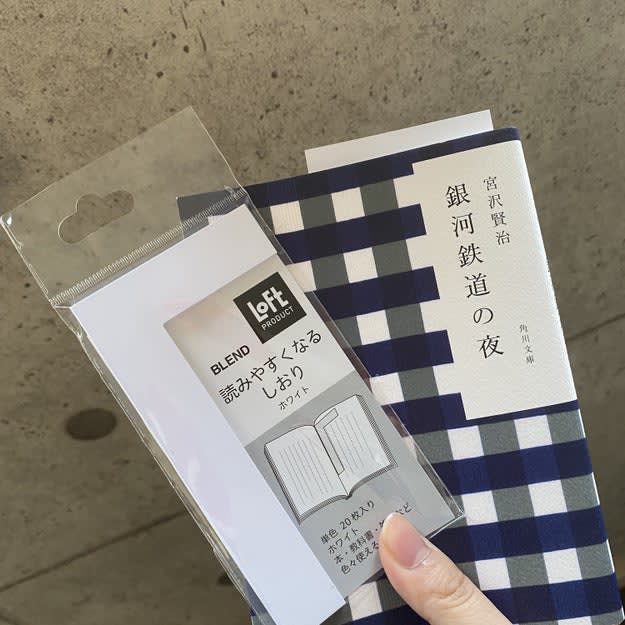 LoFt
PRODUCT
BLEND
読みやすくなる
しおり
ホワイト
単色 20枚入り
ホワイト
本・教科書・
など
色々使える
宮沢賢治
銀河鉄道の夜
角川文庫